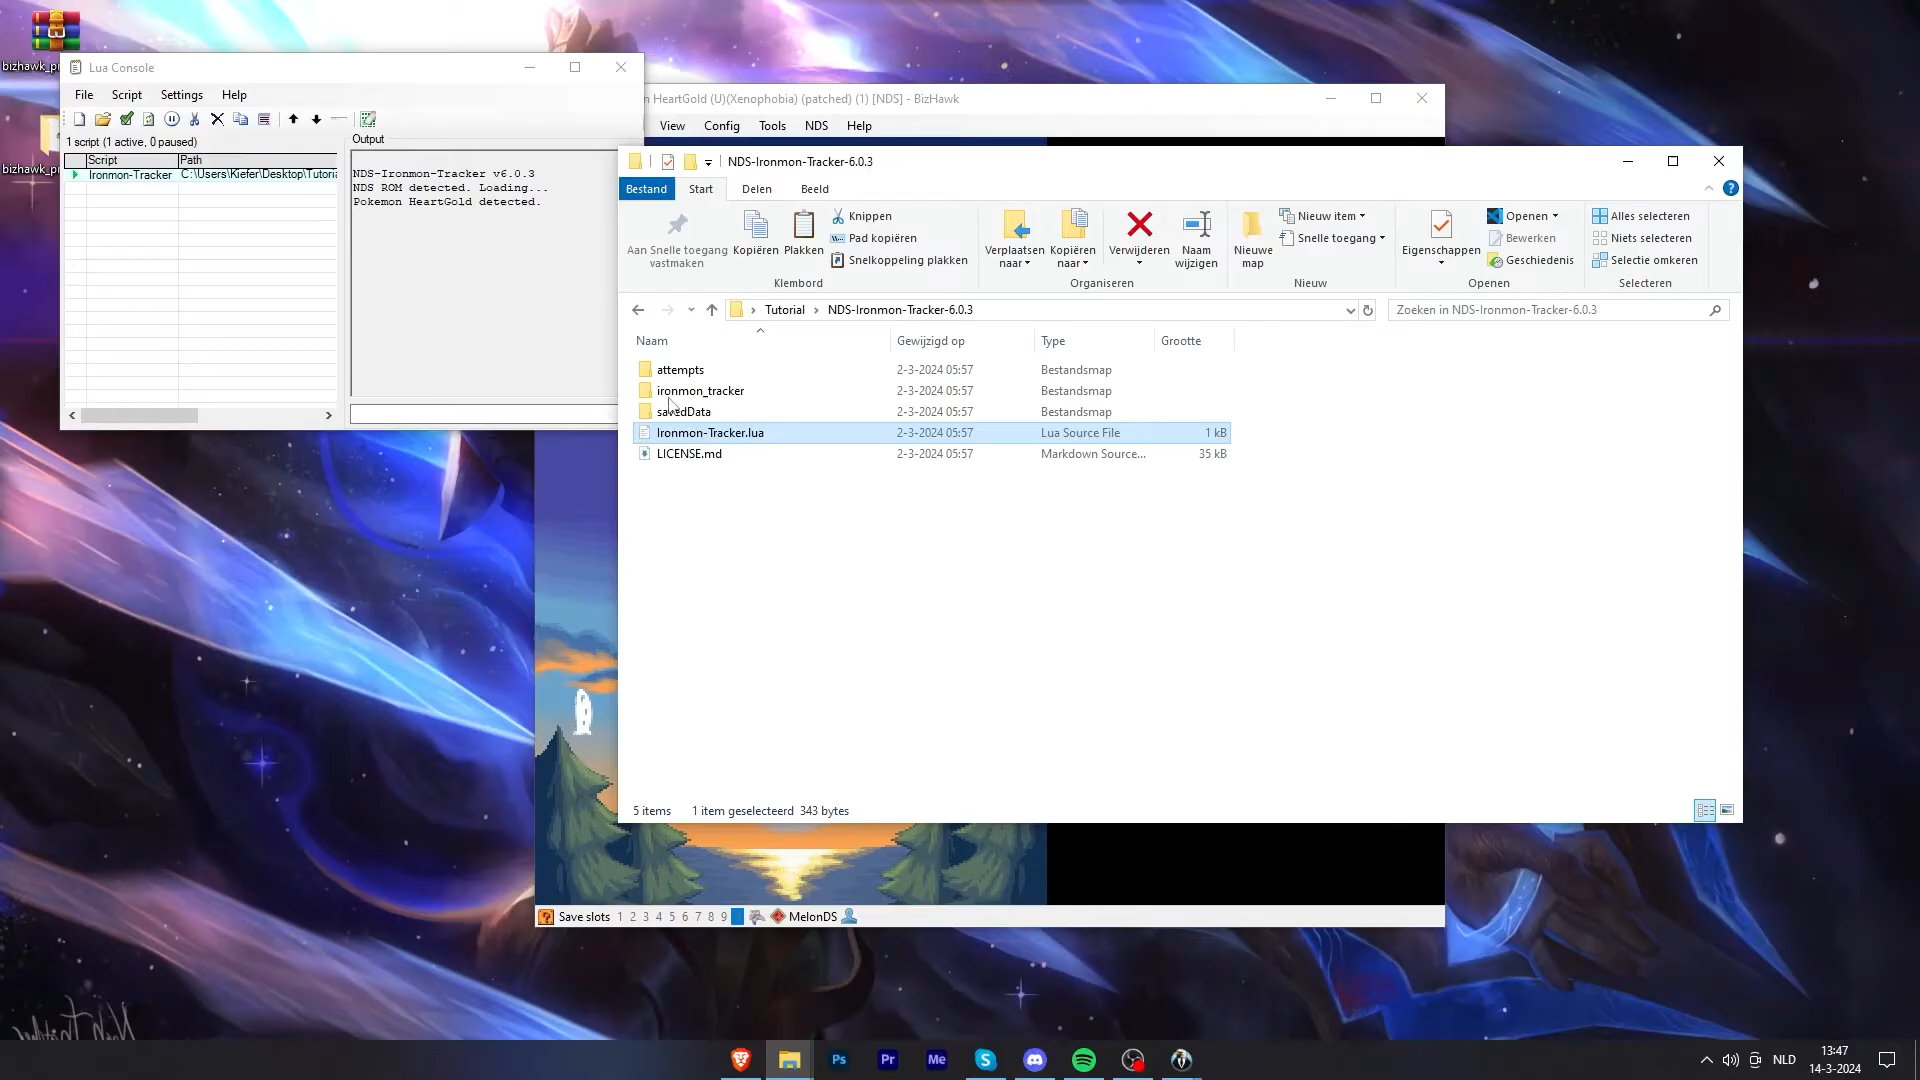 bizhawk_pr
bizhawk_pr
Lua Console
File Script Settings Help
1 script (1 active, 0 paused)
Script Path
Ironmon-Tracker C:\Users\Kiefer\Desktop\Tutoria
Output
NDS-Ironmon-Tracker v6.0.3
NDS ROM detected. Loading...
Pokemon HeartGold detected.
n HeartGold (U)(Xenophobia) (patched) (1) [NDS] - BizHawk
View Config Tools NDS Help
NDS-Ironmon-Tracker-6.0.3
Bestand Start Delen Beeld
Aan Snelle toegang vastmaken
Kopiëren
Plakken
Knippen
Pad kopiëren
Snelkoppeling plakken
Klembord
Verplaatsen naar
Kopiëren naar
Verwijderen
Naam wijzigen
Organiseren
Nieuwe map
Nieuw item
Snelle toegang
Nieuw
Eigenschappen
Openen
Bewerken
Geschiedenis
Openen
Alles selecteren
Niets selecteren
Selectie omkeren
Selecteren
Tutorial > NDS-Ironmon-Tracker-6.0.3
Zoeken in NDS-Ironmon-Tracker-6.0.3
Naam Gewijzigd op Type Grootte
attempts 2-3-2024 05:57 Bestandsmap
ironmon_tracker 2-3-2024 05:57 Bestandsmap
savedData 2-3-2024 05:57 Bestandsmap
Ironmon-Tracker.lua 2-3-2024 05:57 Lua Source File 1 kB
LICENSE.md 2-3-2024 05:57 Markdown Source... 35 kB
5 items 1 item geselecteerd 343 bytes
Save slots 1 2 3 4 5 6 7 8 9 MelonDS
Ps Pr Me
NLD
13:47
14-3-2024